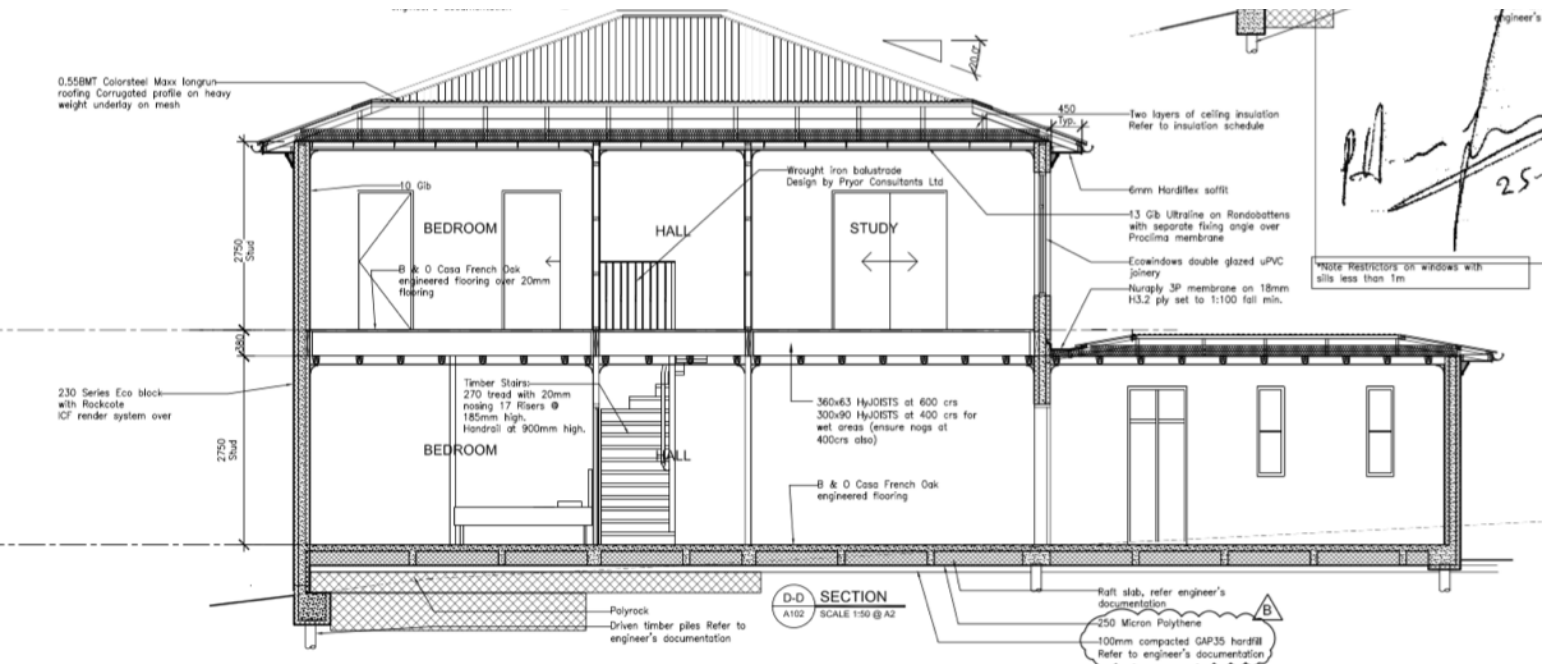 engineer's documentation
0.55BMT Colorsteel Maxx longrun
roofing Corrugated profile on heavy
weight underlay on mesh
450
Typ.
Two layers of ceiling insulation
Refer to insulation schedule
engineer's
25-
10 Gib
Wrought iron balustrade
Design by Pryor Consultants Ltd
6mm Hardiflex soffit
13 Gib Ultraline on Rondobattens
with separate fixing angle over
Proclima membrane
BEDROOM
HALL
STUDY
2750
Stud
B & O Casa French Oak
engineered flooring over 20mm
flooring
Ecowindows double glazed uPVC
joinery
Nuraply 3P membrane on 18mm
H3.2 ply set to 1:100 fall min.
*Note Restrictors on windows with
sills less than 1m
380
230 Series Eco block
with Rockcote
ICF render system over
Timber Stairs:
270 tread with 20mm
nosing 17 Risers @
185mm high.
Handrail at 900mm high.
360x63 HyJOISTS at 600 crs
300x90 HyJOISTS at 400 crs for
wet areas (ensure nogs at
400crs also)
2750
Stud
BEDROOM
HALL
B & O Casa French Oak
engineered flooring
D-D
A102
SECTION
SCALE 1:50 @ A2
Polyrock
Driven timber piles Refer to
engineer's documentation
Raft slab, refer engineer's
documentation
B
250 Micron Polythene
100mm compacted GAP35 hardfill
Refer to engineer's documentation